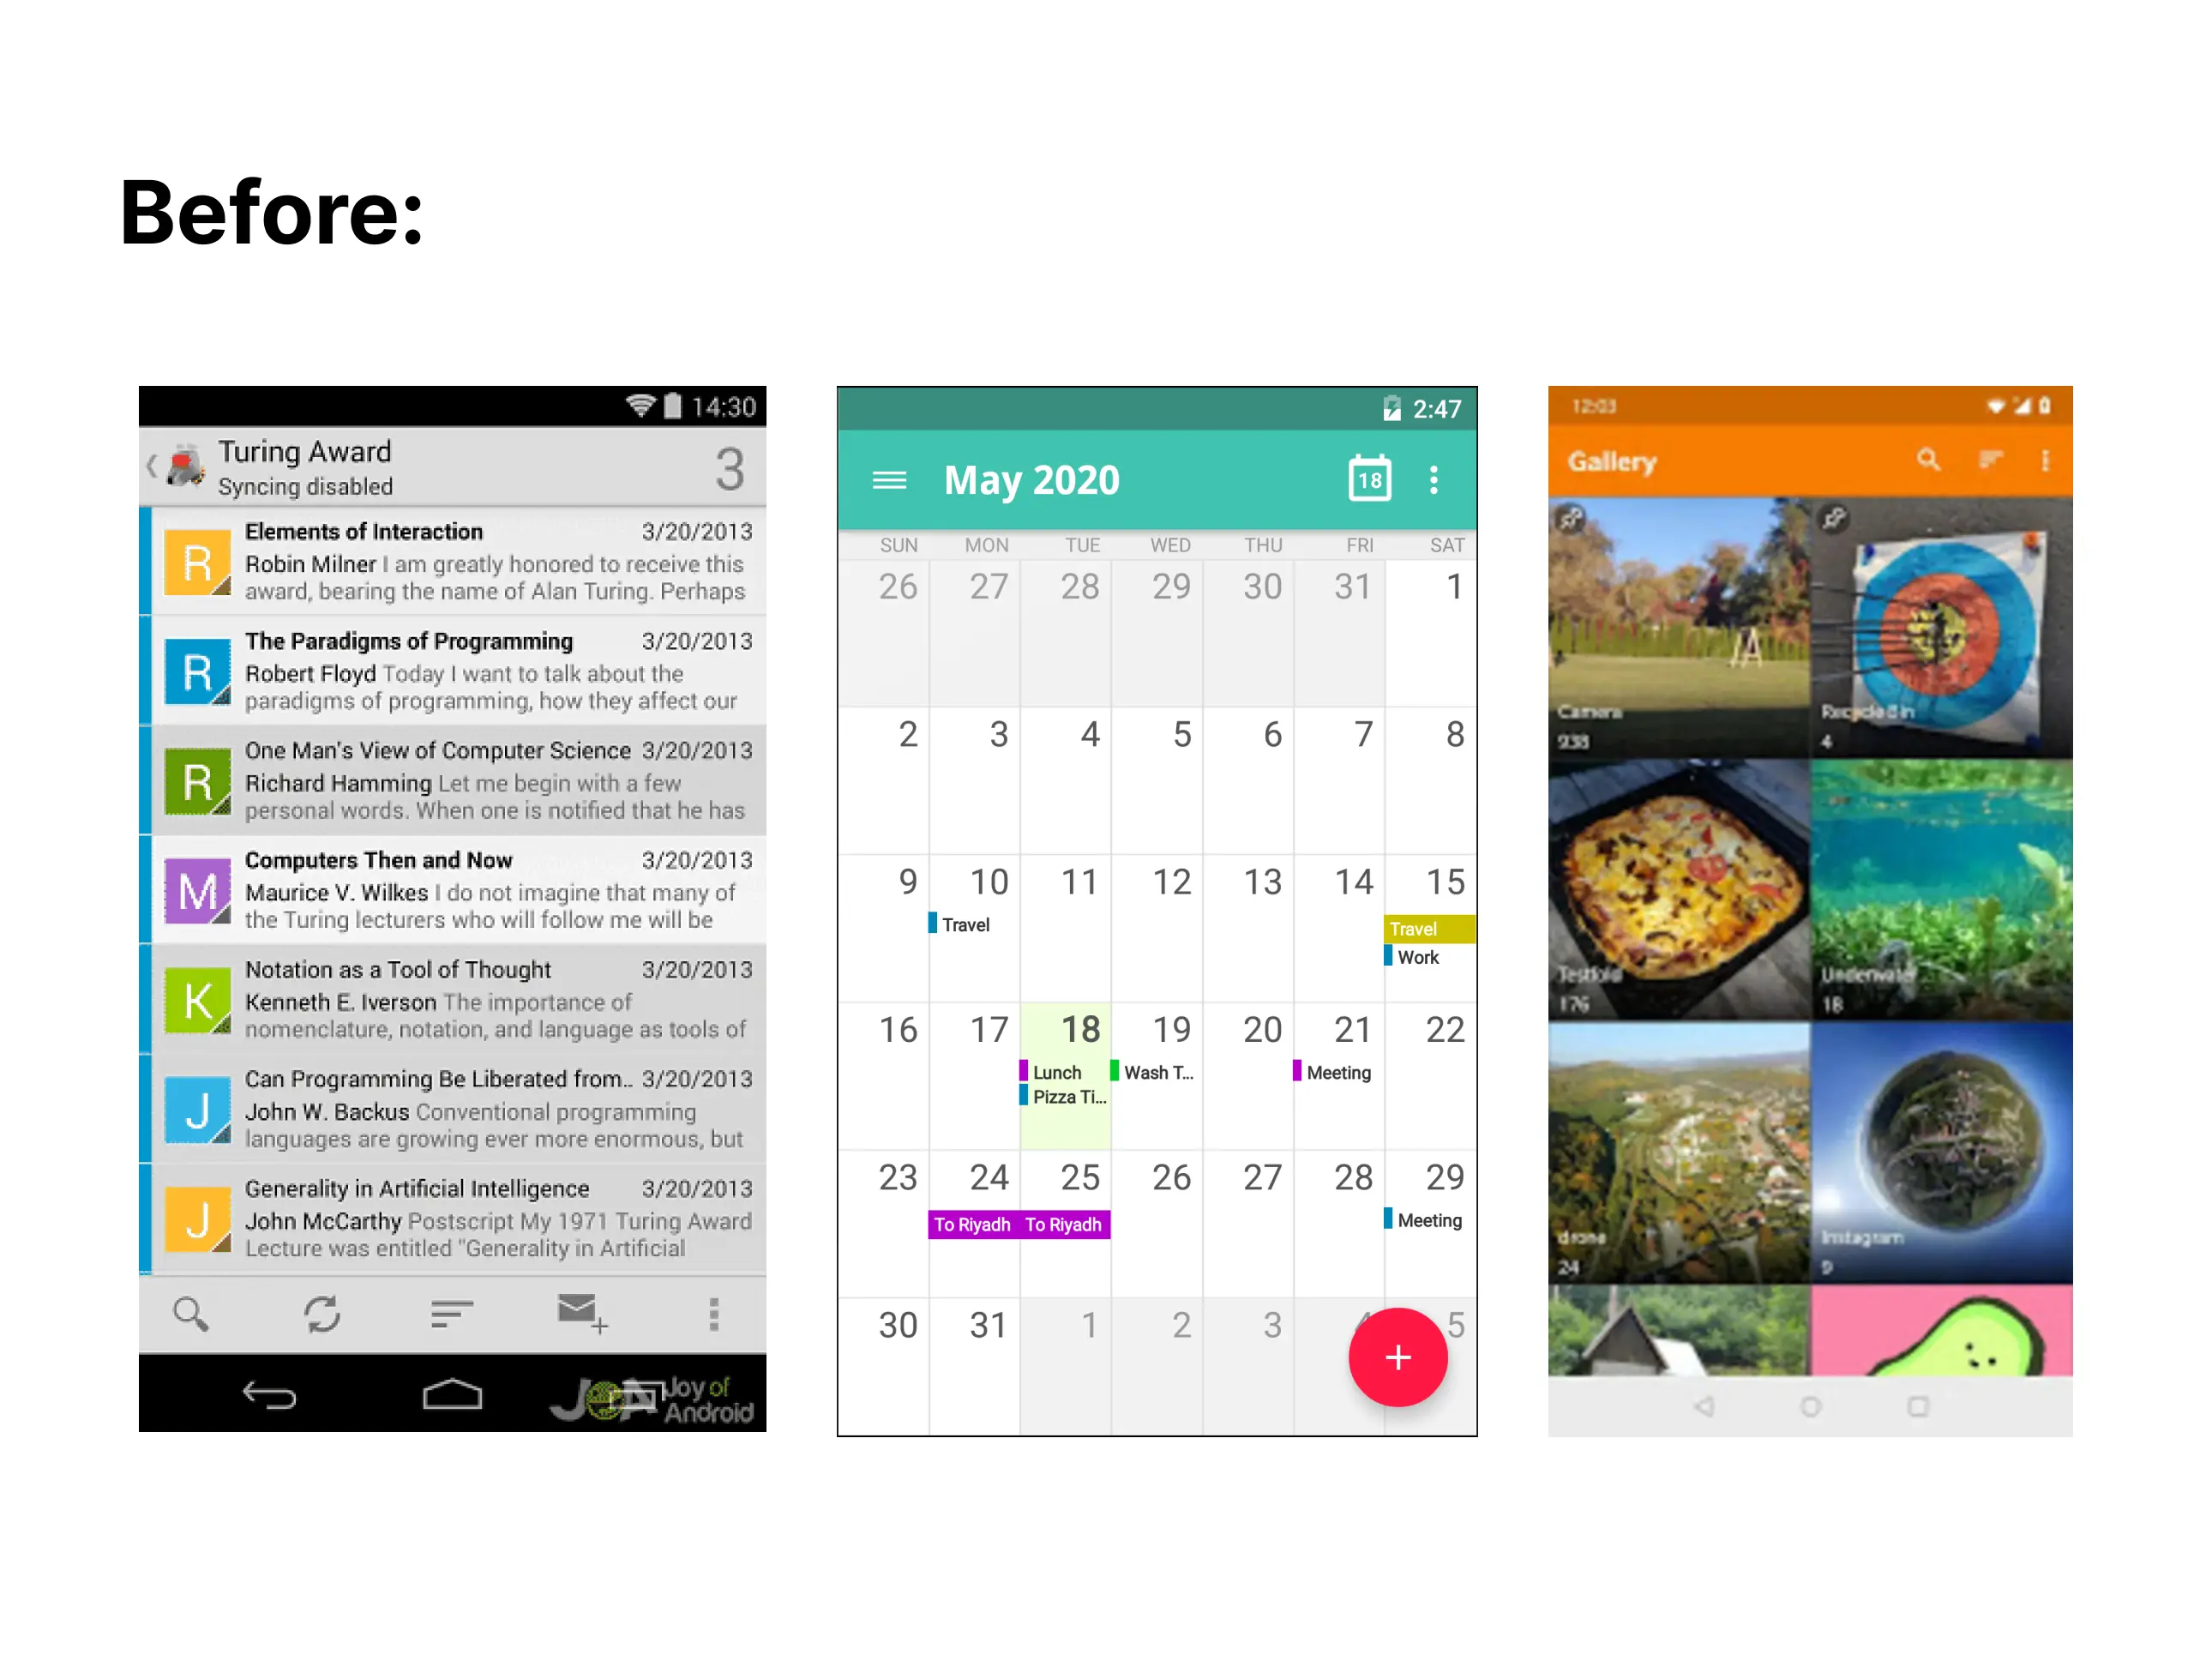 Before:
14:30
Turing Award
Syncing disabled
3
Elements of Interaction 3/20/2013
R
Robin Milner I am greatly honored to receive this
award, bearing the name of Alan Turing. Perhaps
The Paradigms of Programming 3/20/2013
R
Robert Floyd Today I want to talk about the
paradigms of programming, how they affect our
One Man's View of Computer Science 3/20/2013
R
Richard Hamming Let me begin with a few
personal words. When one is notified that he has
Computers Then and Now 3/20/2013
M
Maurice V. Wilkes I do not imagine that many of
the Turing lecturers who will follow me will be
Notation as a Tool of Thought 3/20/2013
K
Kenneth E. Iverson The importance of
nomenclature, notation, and language as tools of
Can Programming Be Liberated from.. 3/20/2013
J
John W. Backus Conventional programming
languages are growing ever more enormous, but
Generality in Artificial Intelligence 3/20/2013
J
John McCarthy Postscript My 1971 Turing Award
Lecture was entitled "Generality in Artificial
JOA Joy of
Android
2:47
May 2020 18
SUN MON TUE WED THU FRI SAT
26 27 28 29 30 31 1
2 3 4 5 6 7 8
9 10 11 12 13 14 15
Travel Travel
Work
16 17 18 19 20 21 22
Lunch Wash T... Meeting
Pizza Ti...
23 24 25 26 27 28 29
To Riyadh To Riyadh Meeting
30 31 1 2 3 4 5
12:03
Gallery
Camera Recycle Bin
938 4
Testfold Underwater
176 18
drone Instagram
24 9